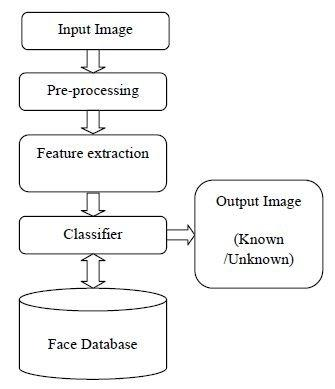 Input Image
Pre-processing
Feature extraction
Classifier
Output Image
(Known
/Unknown)
Face Database